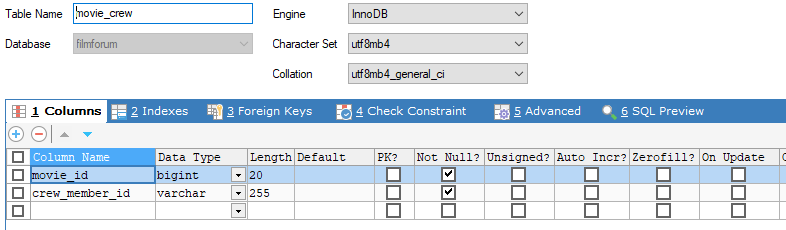 Table Name movie_crew Engine InnoDB
Database filmforum Character Set utf8mb4
Collation utf8mb4_general_ci
1 Columns 2 Indexes 3 Foreign Keys 4 Check Constraint 5 Advanced 6 SQL Preview
Column Name Data Type Length Default PK? Not Null? Unsigned? Auto Incr? Zerofill? On Update
movie_id bigint 20
crew_member_id varchar 255